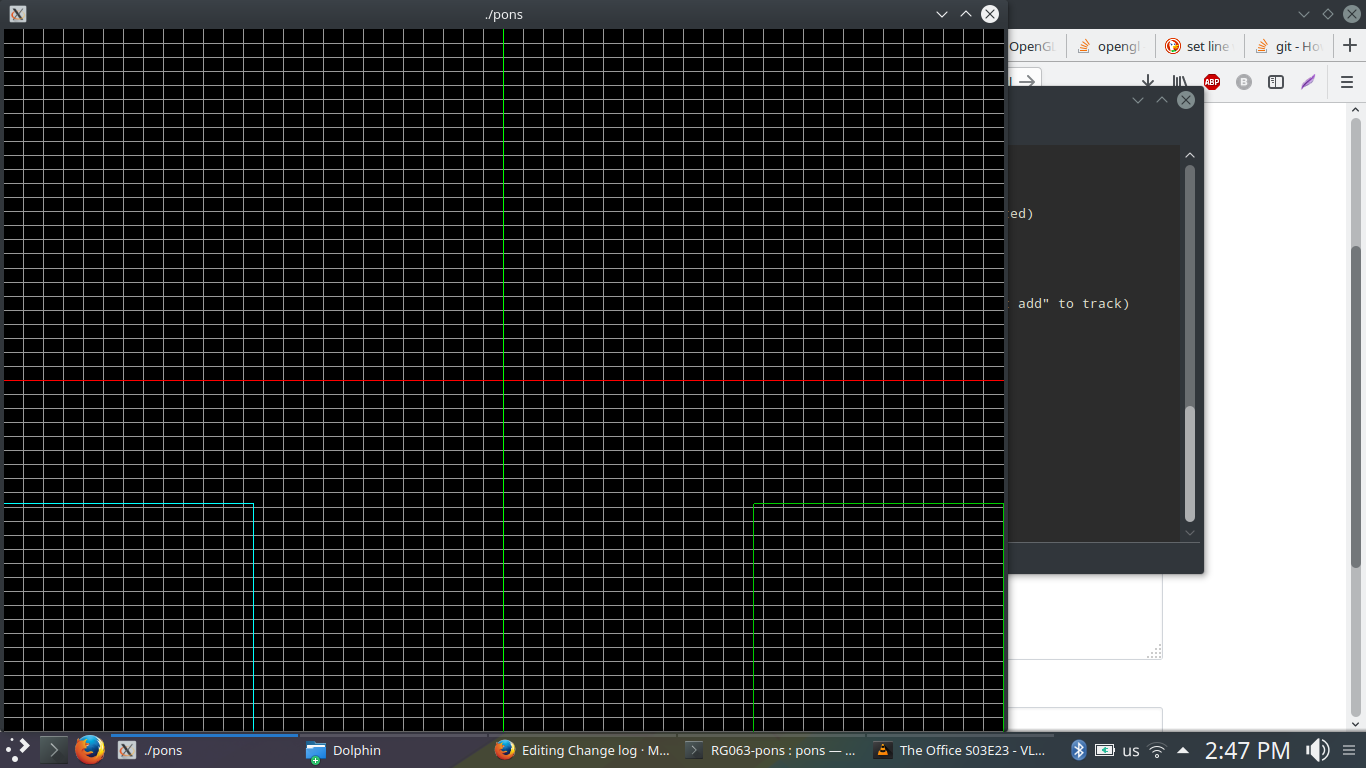 ./pons
OpenGL
opengl
set line
git - Ho
ABP
B
ted)
add" to track)
./pons
Dolphin
Editing Change log · M...
RG063-pons : pons — ...
The Office S03E23 - VL...
us
2:47 PM